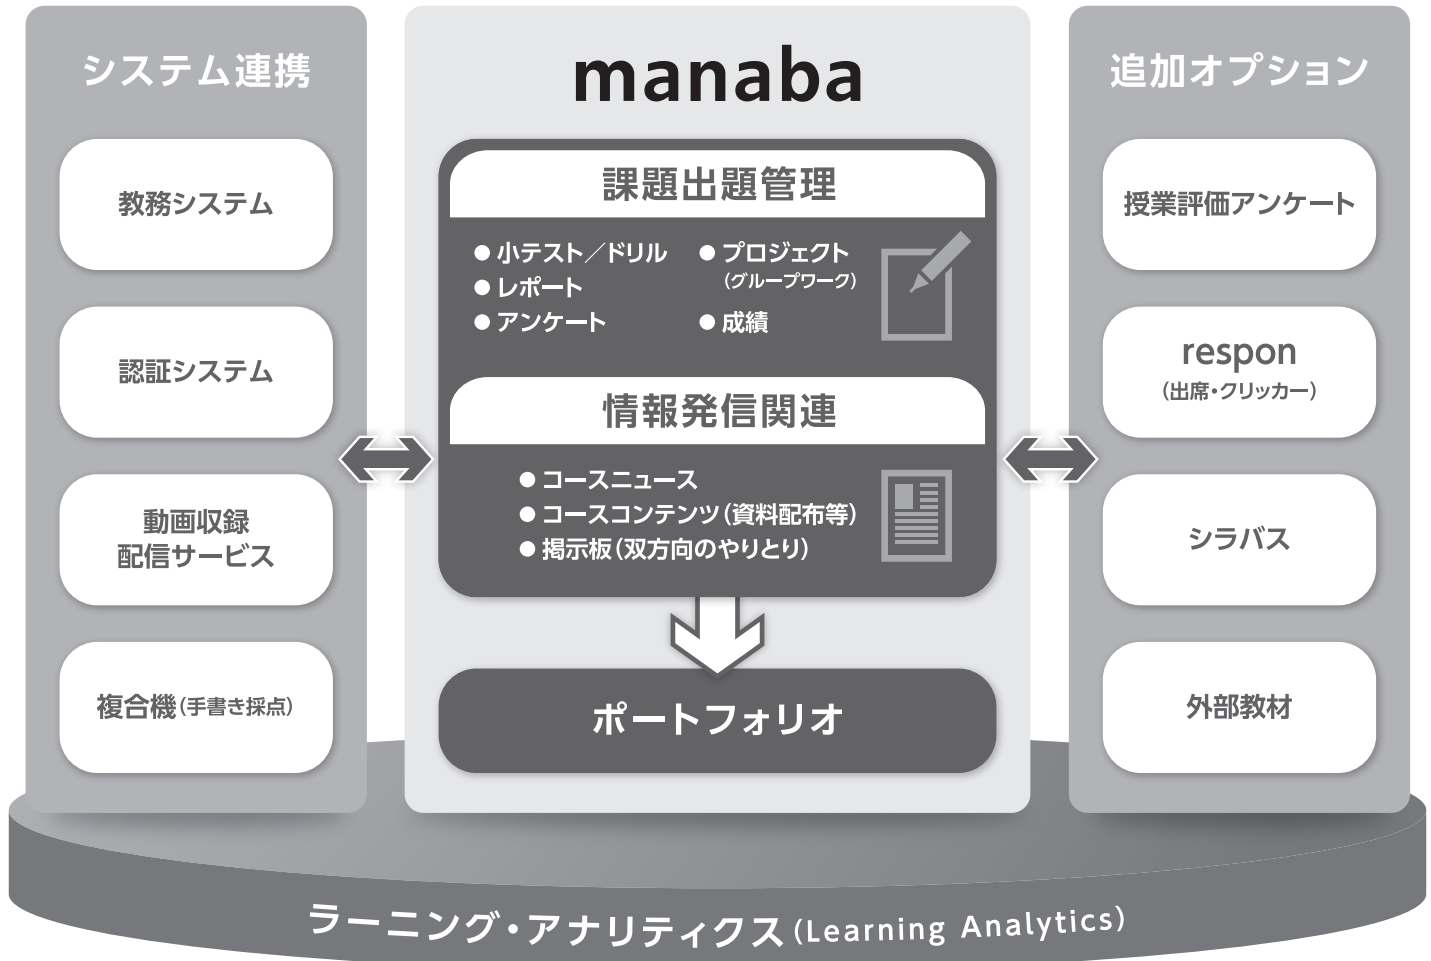 システム連携
教務システム
認証システム
動画収録
配信サービス
複合機（手書き採点）
manaba
課題出題管理
● 小テスト／ドリル
● レポート
● アンケート
● プロジェクト
（グループワーク）
● 成績
情報発信関連
● コースニュース
● コースコンテンツ（資料配布等）
● 掲示板（双方向のやりとり）
ポートフォリオ
追加オプション
授業評価アンケート
respon
（出席・クリッカー）
シラバス
外部教材
ラーニング・アナリティクス（Learning Analytics）